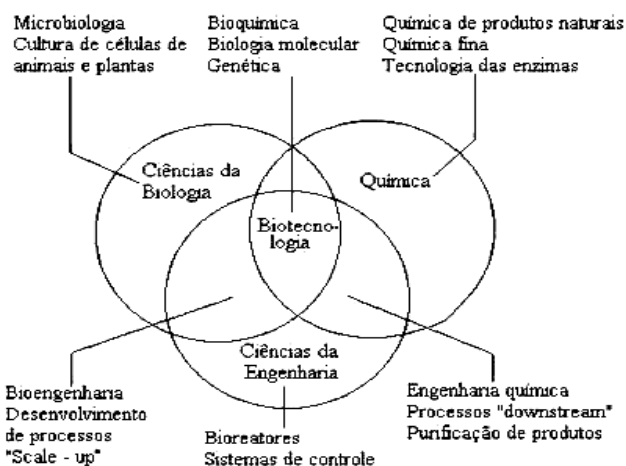 Microbiologia
Cultura de células de
animais e plantas
Bioquímica
Biologia molecular
Genética
Química de produtos naturais
Química fina
Tecnologia das enzimas
Ciências da
Biologia
Química
Biotecno-
logia
Ciências da
Engenharia
Bioengenharia
Desenvolvimento
de processos
"Scale - up"
Bioreatores
Sistemas de controle
Engenharia química
Processos "downstream"
Purificação de produtos